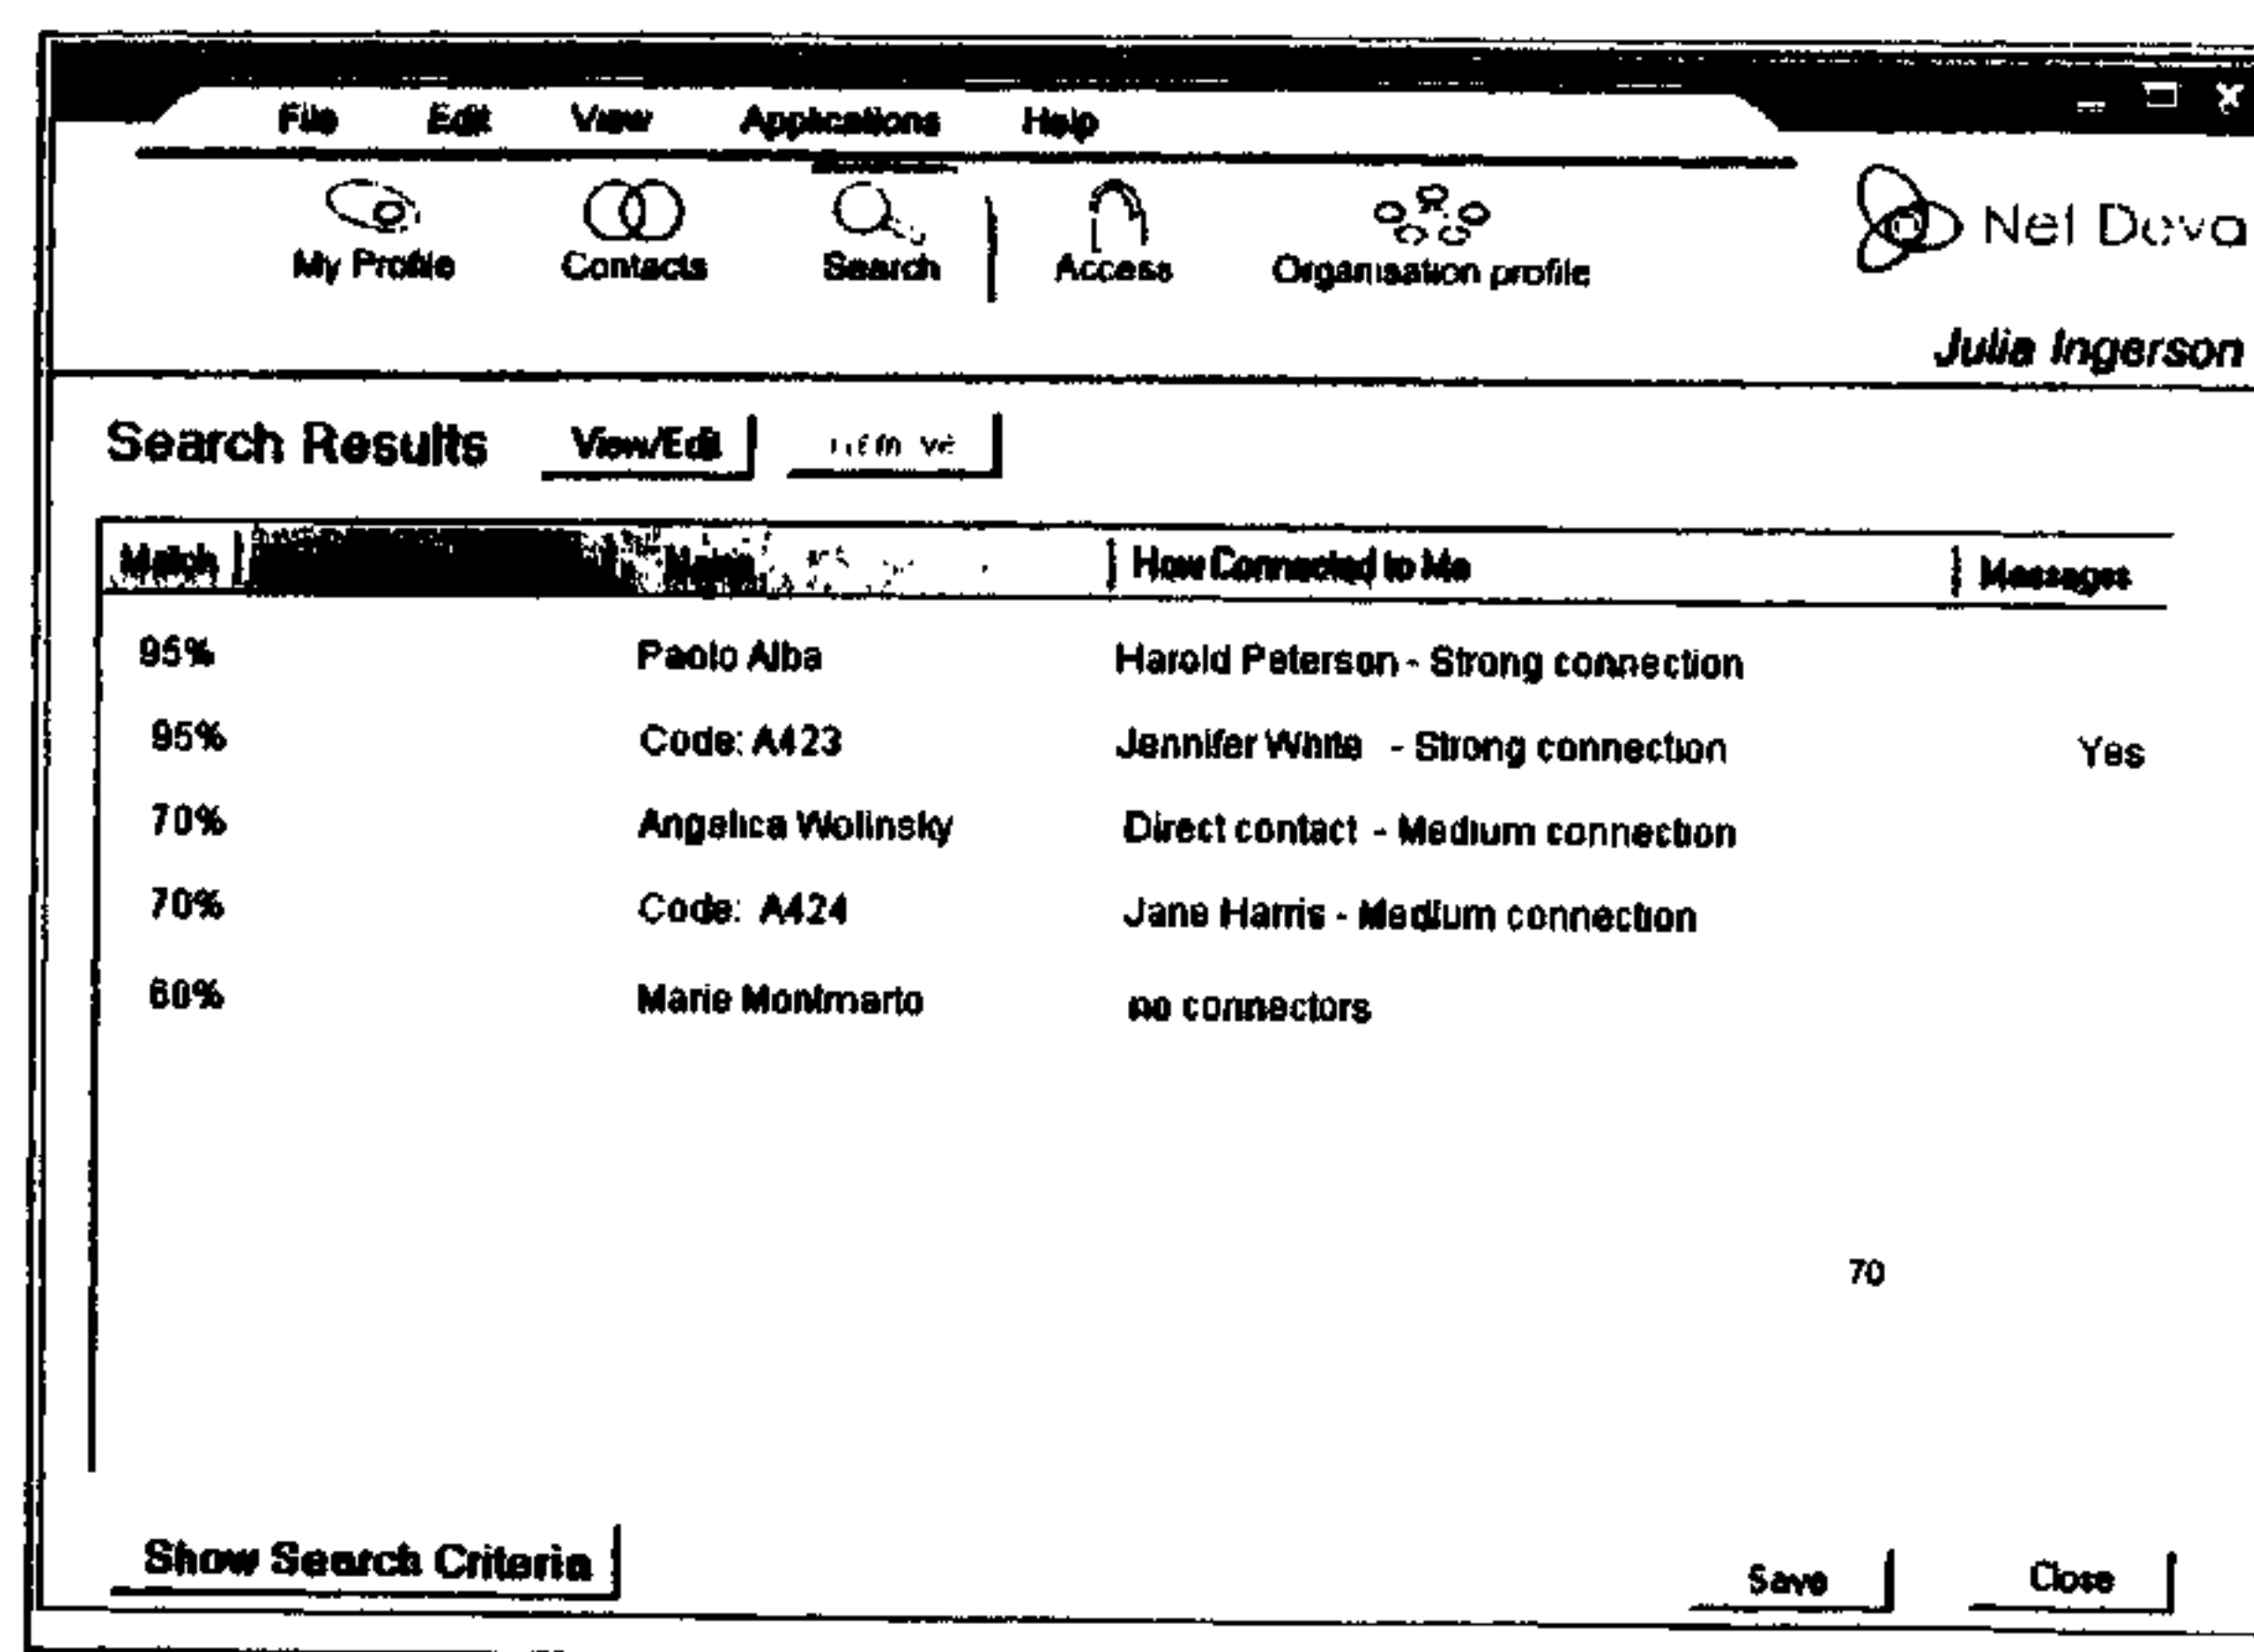 File Edit View Applications Help
My Profile Contacts Search Access Organisation profile
Net Deva
Julia Ingerson
Search Results View/Edit
Match Name How Connected to Me Messages
95% Paolo Alba Harold Peterson - Strong connection
95% Code: A423 Jennifer White - Strong connection Yes
70% Angelica Wolinsky Direct contact - Medium connection
70% Code: A424 Jane Harris - Medium connection
60% Marie Montmarto no connectors
70
Show Search Criteria Save Close